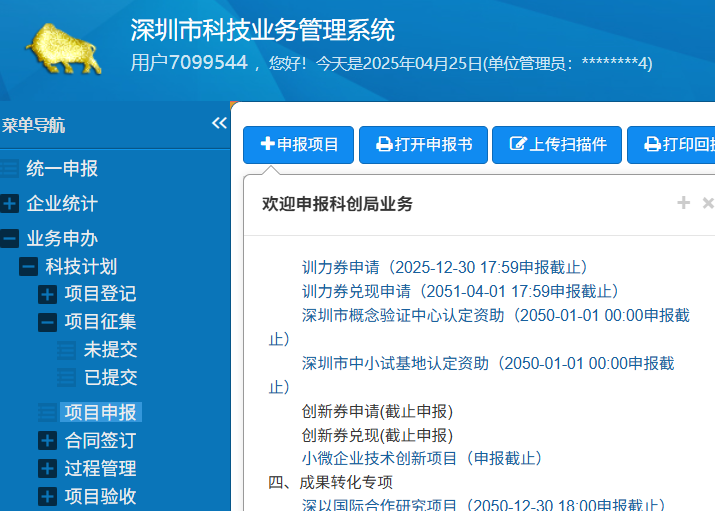 深圳市科技业务管理系统
用户7099544 ，您好！今天是2025年04月25日(单位管理员：********4)
菜单导航
统一申报
企业统计
业务申办
科技计划
项目登记
项目征集
未提交
已提交
项目申报
合同签订
过程管理
项目验收
申报项目
打开申报书
上传扫描件
打印回
欢迎申报科创局业务
训力券申请（2025-12-30 17:59申报截止）
训力券兑现申请（2051-04-01 17:59申报截止）
深圳市概念验证中心认定资助（2050-01-01 00:00申报截
止）
深圳市中小试基地认定资助（2050-01-01 00:00申报截
止）
创新券申请(截止申报)
创新券兑现(截止申报)
小微企业技术创新项目（申报截止）
四、成果转化专项
深以国际合作研究项目（2050-12-30 18:00申报截止）